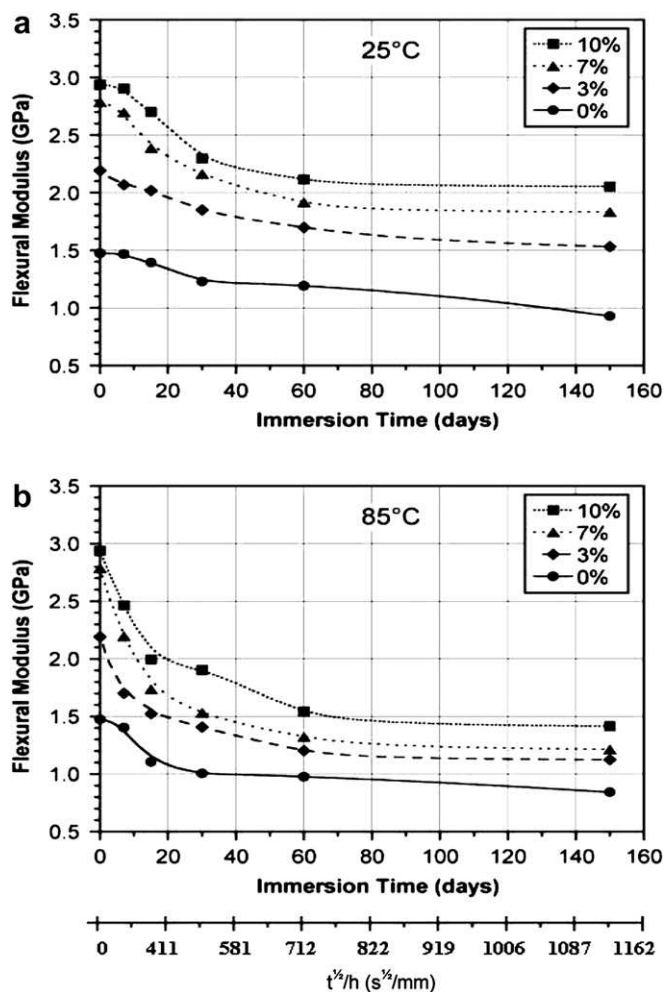 a
25°C
10%
7%
3%
0%
3.5
3.0
2.5
2.0
1.5
1.0
0.5
Flexural Modulus (GPa)
0 20 40 60 80 100 120 140 160
Immersion Time (days)
b
85°C
10%
7%
3%
0%
3.5
3.0
2.5
2.0
1.5
1.0
0.5
Flexural Modulus (GPa)
0 20 40 60 80 100 120 140 160
Immersion Time (days)
0 411 581 712 822 919 1006 1087 1162
t½/h (s½/mm)